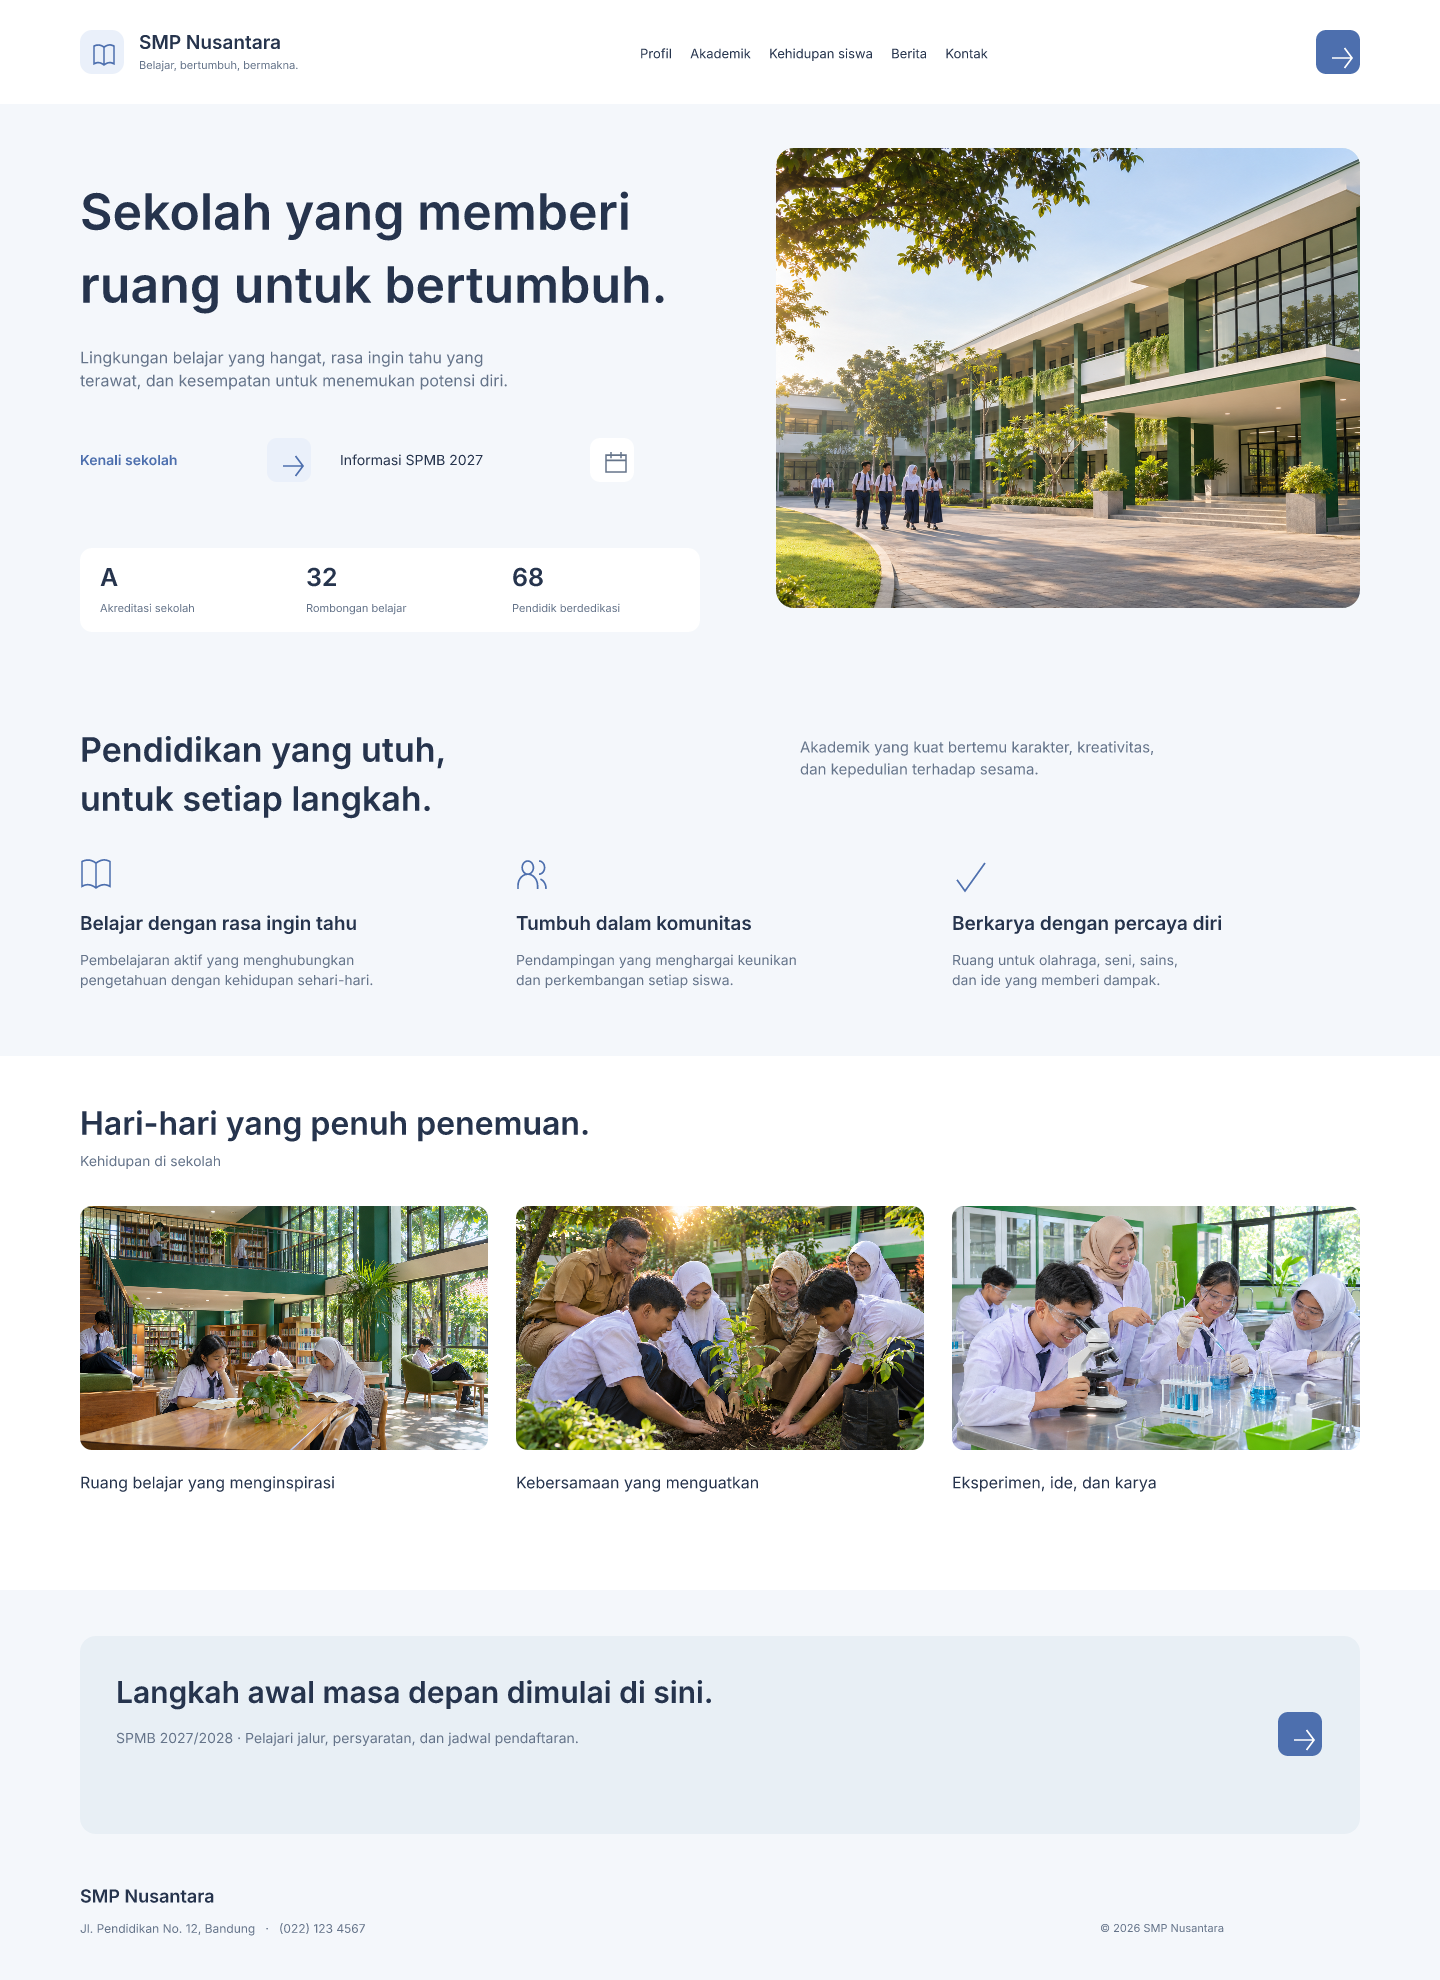 SMP Nusantara
Belajar, bertumbuh, bermakna.
Profil
Akademik
Kehidupan siswa
Berita
Kontak
Sekolah yang memberi
ruang untuk bertumbuh.
Lingkungan belajar yang hangat, rasa ingin tahu yang
terawat, dan kesempatan untuk menemukan potensi diri.
Kenali sekolah
Informasi SPMB 2027
A
Akreditasi sekolah
32
Rombongan belajar
68
Pendidik berdedikasi
Pendidikan yang utuh,
untuk setiap langkah.
Akademik yang kuat bertemu karakter, kreativitas,
dan kepedulian terhadap sesama.
Belajar dengan rasa ingin tahu
Pembelajaran aktif yang menghubungkan
pengetahuan dengan kehidupan sehari-hari.
Tumbuh dalam komunitas
Pendampingan yang menghargai keunikan
dan perkembangan setiap siswa.
Berkarya dengan percaya diri
Ruang untuk olahraga, seni, sains,
dan ide yang memberi dampak.
Hari-hari yang penuh penemuan.
Kehidupan di sekolah
Ruang belajar yang menginspirasi
Kebersamaan yang menguatkan
Eksperimen, ide, dan karya
Langkah awal masa depan dimulai di sini.
SPMB 2027/2028 · Pelajari jalur, persyaratan, dan jadwal pendaftaran.
SMP Nusantara
Jl. Pendidikan No. 12, Bandung · (022) 123 4567
© 2026 SMP Nusantara